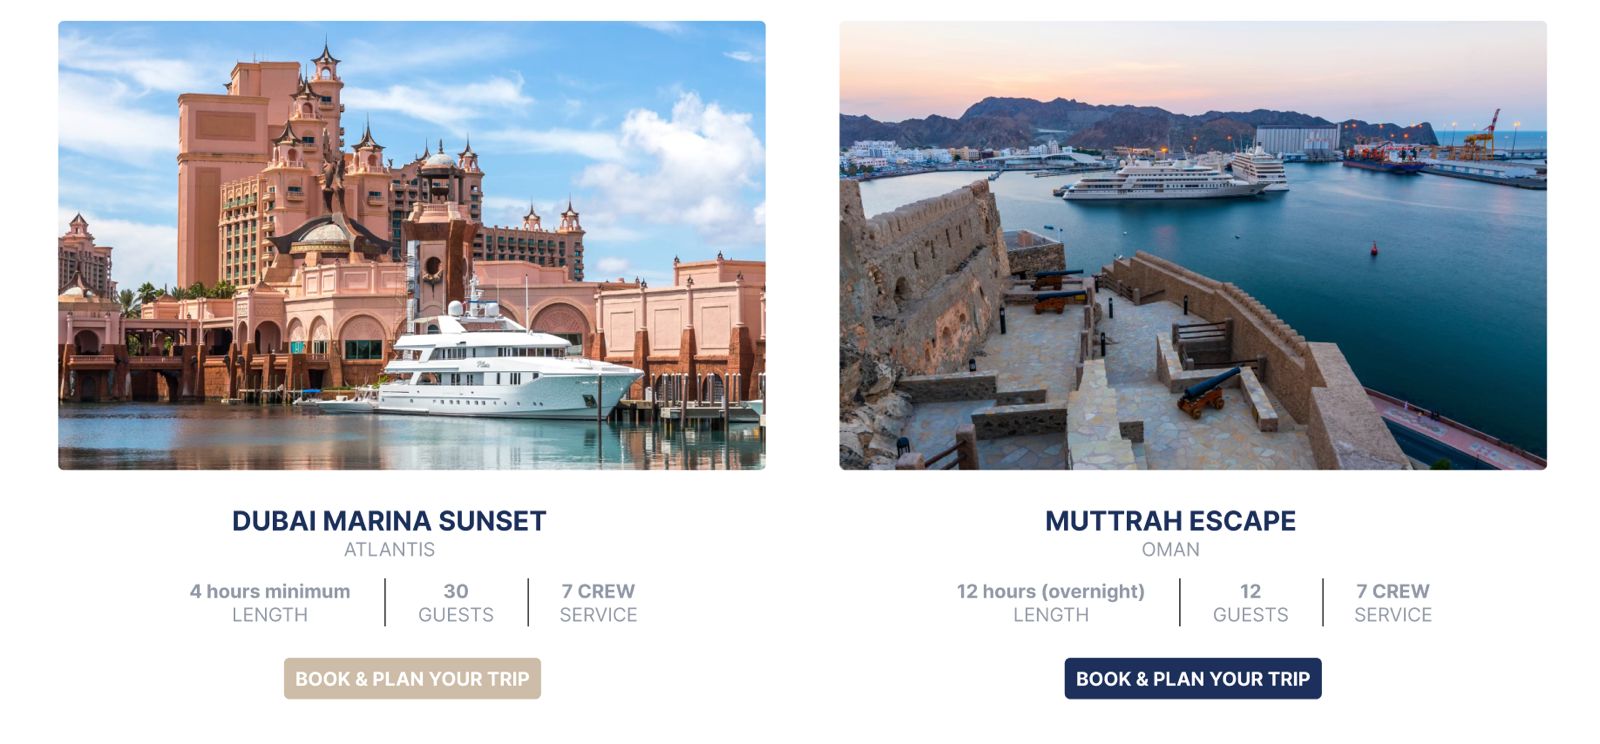 DUBAI MARINA SUNSET
ATLANTIS
4 hours minimum
LENGTH
30
GUESTS
7 CREW
SERVICE
BOOK & PLAN YOUR TRIP
MUTTRAH ESCAPE
OMAN
12 hours (overnight)
LENGTH
12
GUESTS
7 CREW
SERVICE
BOOK & PLAN YOUR TRIP